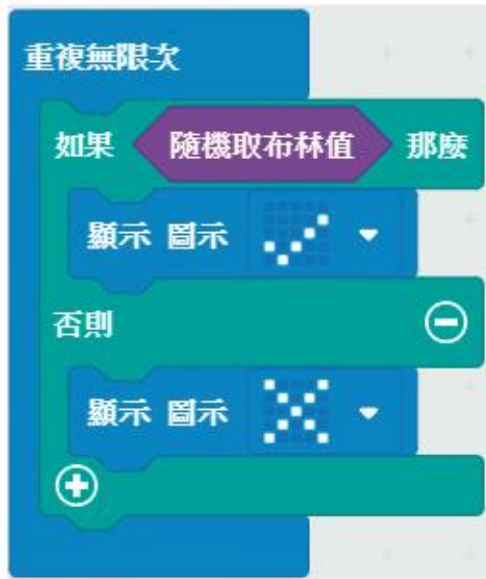 重複無限次
如果 隨機取布林值 那麼
顯示 圖示
否則
顯示 圖示